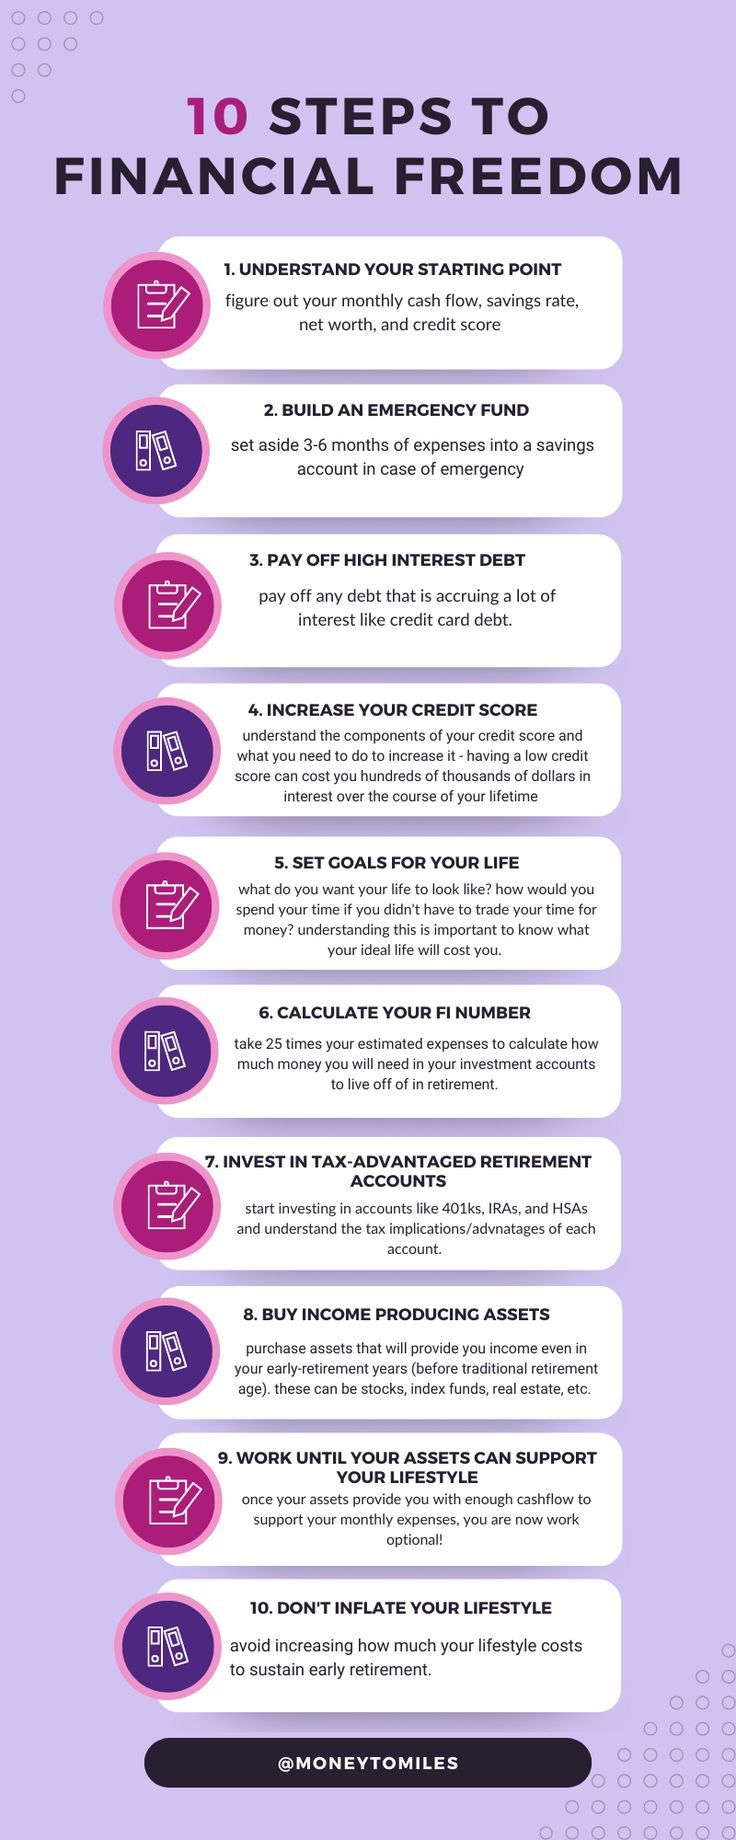 10 STEPS TO
FINANCIAL FREEDOM
1. UNDERSTAND YOUR STARTING POINT
figure out your monthly cash flow, savings rate,
net worth, and credit score
2. BUILD AN EMERGENCY FUND
set aside 3-6 months of expenses into a savings
account in case of emergency
3. PAY OFF HIGH INTEREST DEBT
pay off any debt that is accruing a lot of
interest like credit card debt.
4. INCREASE YOUR CREDIT SCORE
understand the components of your credit score and
what you need to do to increase it - having a low credit
score can cost you hundreds of thousands of dollars in
interest over the course of your lifetime
5. SET GOALS FOR YOUR LIFE
what do you want your life to look like? how would you
spend your time if you didn't have to trade your time for
money? understanding this is important to know what
your ideal life will cost you.
6. CALCULATE YOUR FI NUMBER
take 25 times your estimated expenses to calculate how
much money you will need in your investment accounts
to live off of in retirement.
7. INVEST IN TAX-ADVANTAGED RETIREMENT
ACCOUNTS
start investing in accounts like 401ks, IRAs, and HSAs
and understand the tax implications/advnatages of each
account.
8. BUY INCOME PRODUCING ASSETS
purchase assets that will provide you income even in
your early-retirement years (before traditional retirement
age). these can be stocks, index funds, real estate, etc.
9. WORK UNTIL YOUR ASSETS CAN SUPPORT
YOUR LIFESTYLE
once your assets provide you with enough cashflow to
support your monthly expenses, you are now work
optional!
10. DON'T INFLATE YOUR LIFESTYLE
avoid increasing how much your lifestyle costs
to sustain early retirement.
@MONEYTOMILES